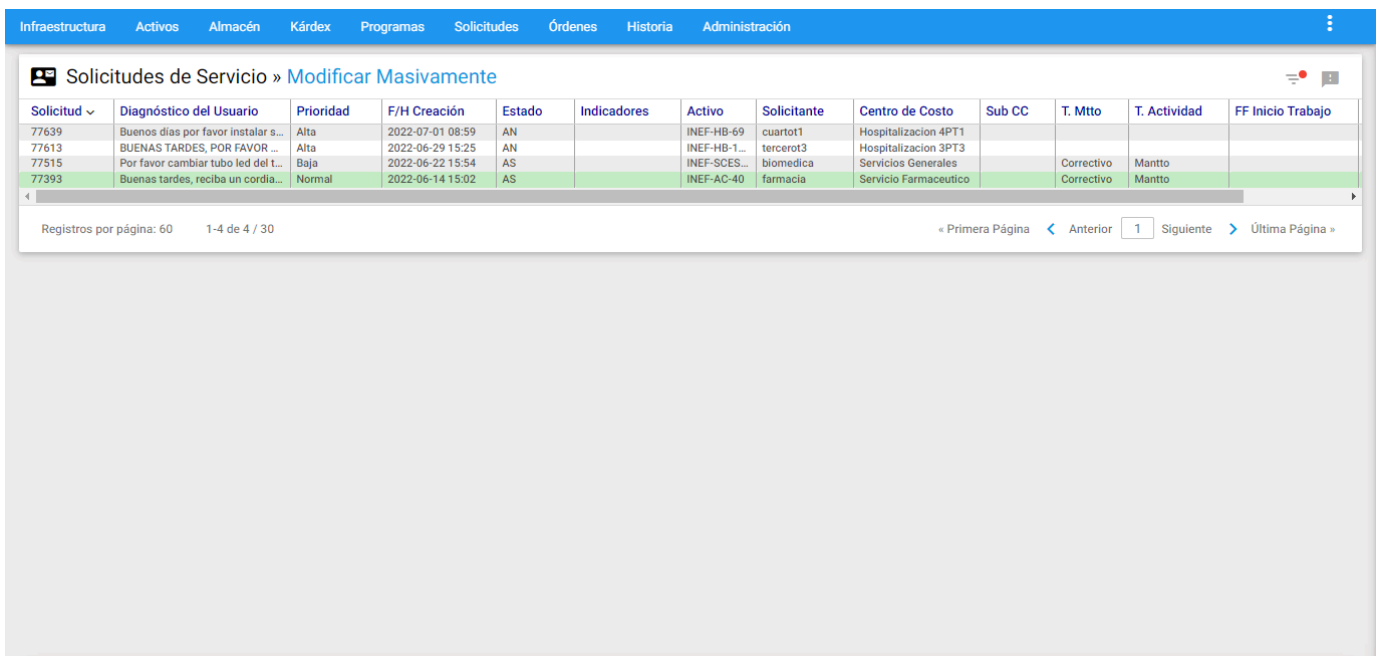 Infraestructura Activos Almacén Kárdex Programas Solicitudes Órdenes Historia Administración
Solicitudes de Servicio » Modificar Masivamente
Solicitud Diagnóstico del Usuario Prioridad F/H Creación Estado Indicadores Activo Solicitante Centro de Costo Sub CC T. Mtto T. Actividad FF Inicio Trabajo
77639 Buenos días por favor instalar s... Alta 2022-07-01 08:59 AN INEF-HB-69 cuartot1 Hospitalizacion 4PT1
77613 BUENAS TARDES, POR FAVOR ... Alta 2022-06-29 15:25 AN INEF-HB-1... tercerot3 Hospitalizacion 3PT3
77515 Por favor cambiar tubo led del t... Baja 2022-06-22 15:54 AS INEF-SCES... biomedica Servicios Generales Correctivo Mantto
77393 Buenas tardes, reciba un cordia... Normal 2022-06-14 15:02 AS INEF-AC-40 farmacia Servicio Farmaceutico Correctivo Mantto
Registros por página: 60 1-4 de 4 / 30 « Primera Página Anterior 1 Siguiente Última Página »